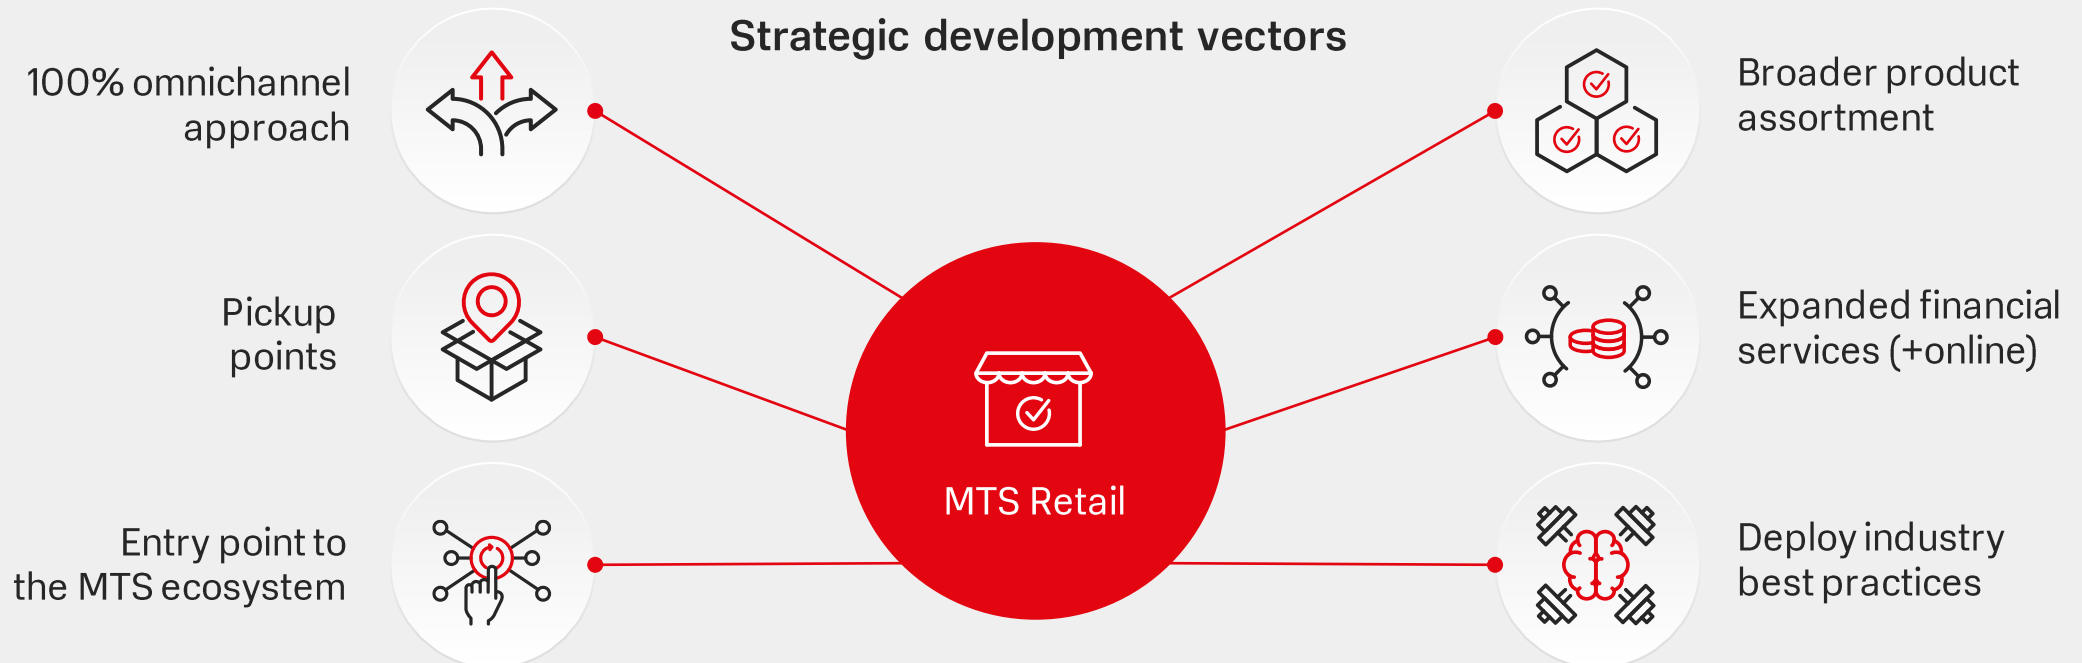 Strategic development vectors
100% omnichannel
approach
Pickup
points
Entry point to
the MTS ecosystem
MTS Retail
Broader product
assortment
Expanded financial
services (+online)
Deploy industry
best practices